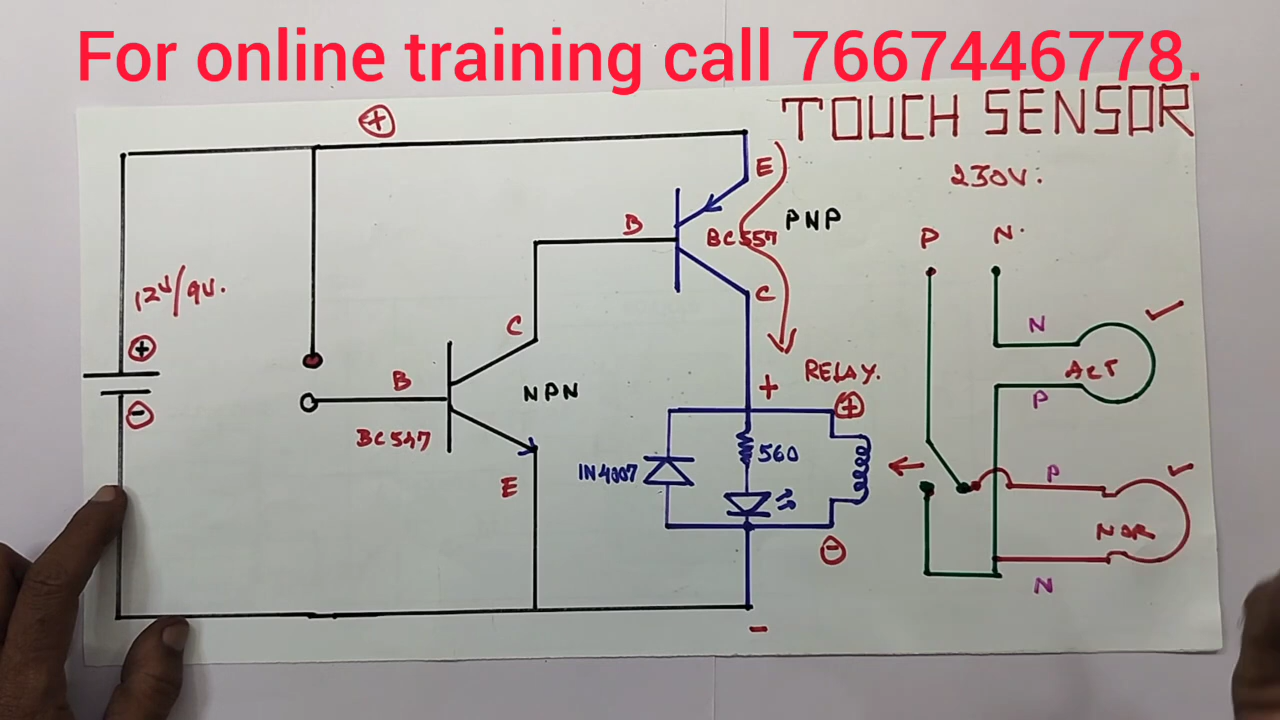 For online training call 7667446778.
TOUCH SENSOR
230V.
+
E
PNP
B
BC557
C
P
N.
12V/9V.
+
-
C
B
NPN
BC547
E
+
RELAY.
+
560
IN4007
-
-
N
ACT
P
P
NOR
N